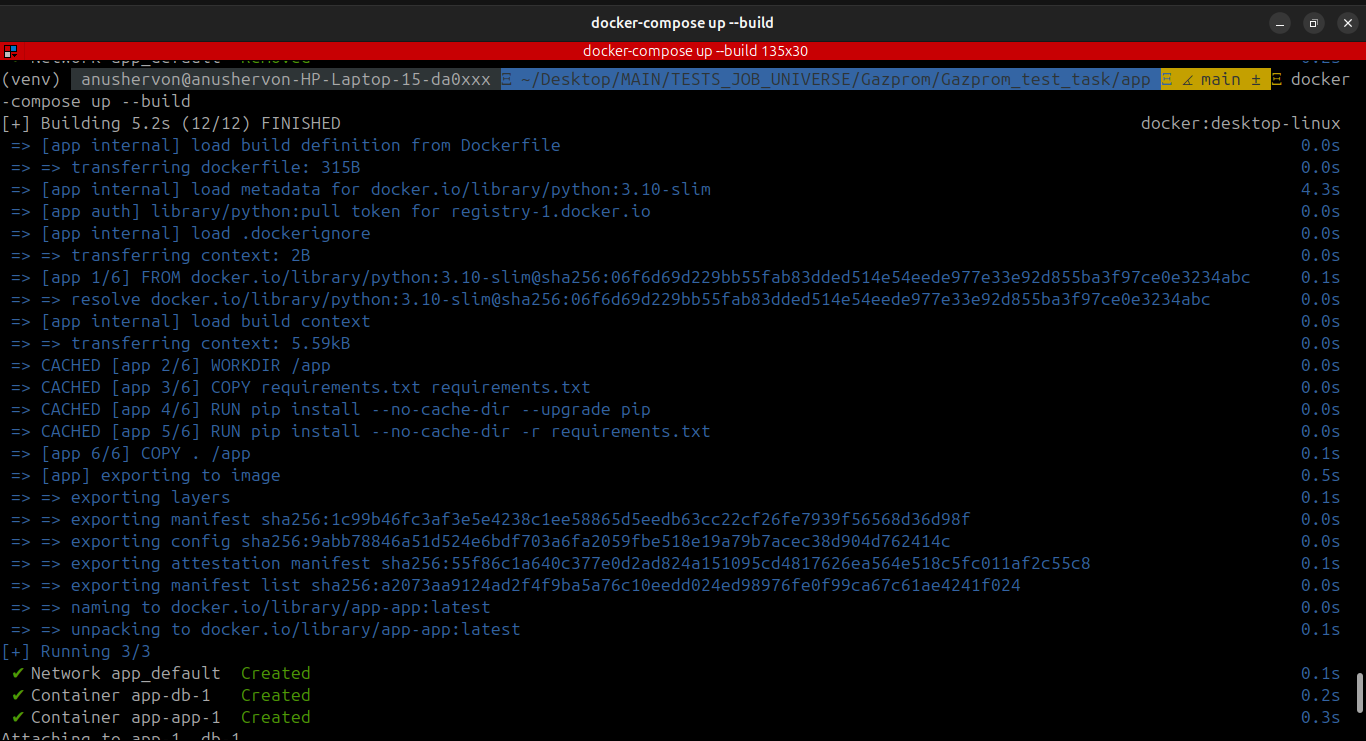 docker-compose up --build
docker-compose up --build 135x30
Network app_default Removed 0.2s
(venv) anushervon@anushervon-HP-Laptop-15-da0xxx Ξ ~/Desktop/MAIN/TESTS_JOB_UNIVERSE/Gazprom/Gazprom_test_task/app Ξ ∡ main ± Ξ docker
-compose up --build
[+] Building 5.2s (12/12) FINISHED docker:desktop-linux
=> [app internal] load build definition from Dockerfile 0.0s
=> => transferring dockerfile: 315B 0.0s
=> [app internal] load metadata for docker.io/library/python:3.10-slim 4.3s
=> [app auth] library/python:pull token for registry-1.docker.io 0.0s
=> [app internal] load .dockerignore 0.0s
=> => transferring context: 2B 0.0s
=> [app 1/6] FROM docker.io/library/python:3.10-slim@sha256:06f6d69d229bb55fab83dded514e54eede977e33e92d855ba3f97ce0e3234abc 0.1s
=> => resolve docker.io/library/python:3.10-slim@sha256:06f6d69d229bb55fab83dded514e54eede977e33e92d855ba3f97ce0e3234abc 0.0s
=> [app internal] load build context 0.0s
=> => transferring context: 5.59kB 0.0s
=> CACHED [app 2/6] WORKDIR /app 0.0s
=> CACHED [app 3/6] COPY requirements.txt requirements.txt 0.0s
=> CACHED [app 4/6] RUN pip install --no-cache-dir --upgrade pip 0.0s
=> CACHED [app 5/6] RUN pip install --no-cache-dir -r requirements.txt 0.0s
=> [app 6/6] COPY . /app 0.1s
=> [app] exporting to image 0.5s
=> => exporting layers 0.1s
=> => exporting manifest sha256:1c99b46fc3af3e5e4238c1ee58865d5eedb63cc22cf26fe7939f56568d36d98f 0.0s
=> => exporting config sha256:9abb78846a51d524e6bdf703a6fa2059fbe518e19a79b7acec38d904d762414c 0.0s
=> => exporting attestation manifest sha256:55f86c1a640c377e0d2ad824a151095cd4817626ea564e518c5fc011af2c55c8 0.1s
=> => exporting manifest list sha256:a2073aa9124ad2f4f9ba5a76c10eedd024ed98976fe0f99ca67c61ae4241f024 0.0s
=> => naming to docker.io/library/app-app:latest 0.0s
=> => unpacking to docker.io/library/app-app:latest 0.1s
[+] Running 3/3
✔ Network app_default Created 0.1s
✔ Container app-db-1 Created 0.2s
✔ Container app-app-1 Created 0.3s
Attaching to app-1, db-1